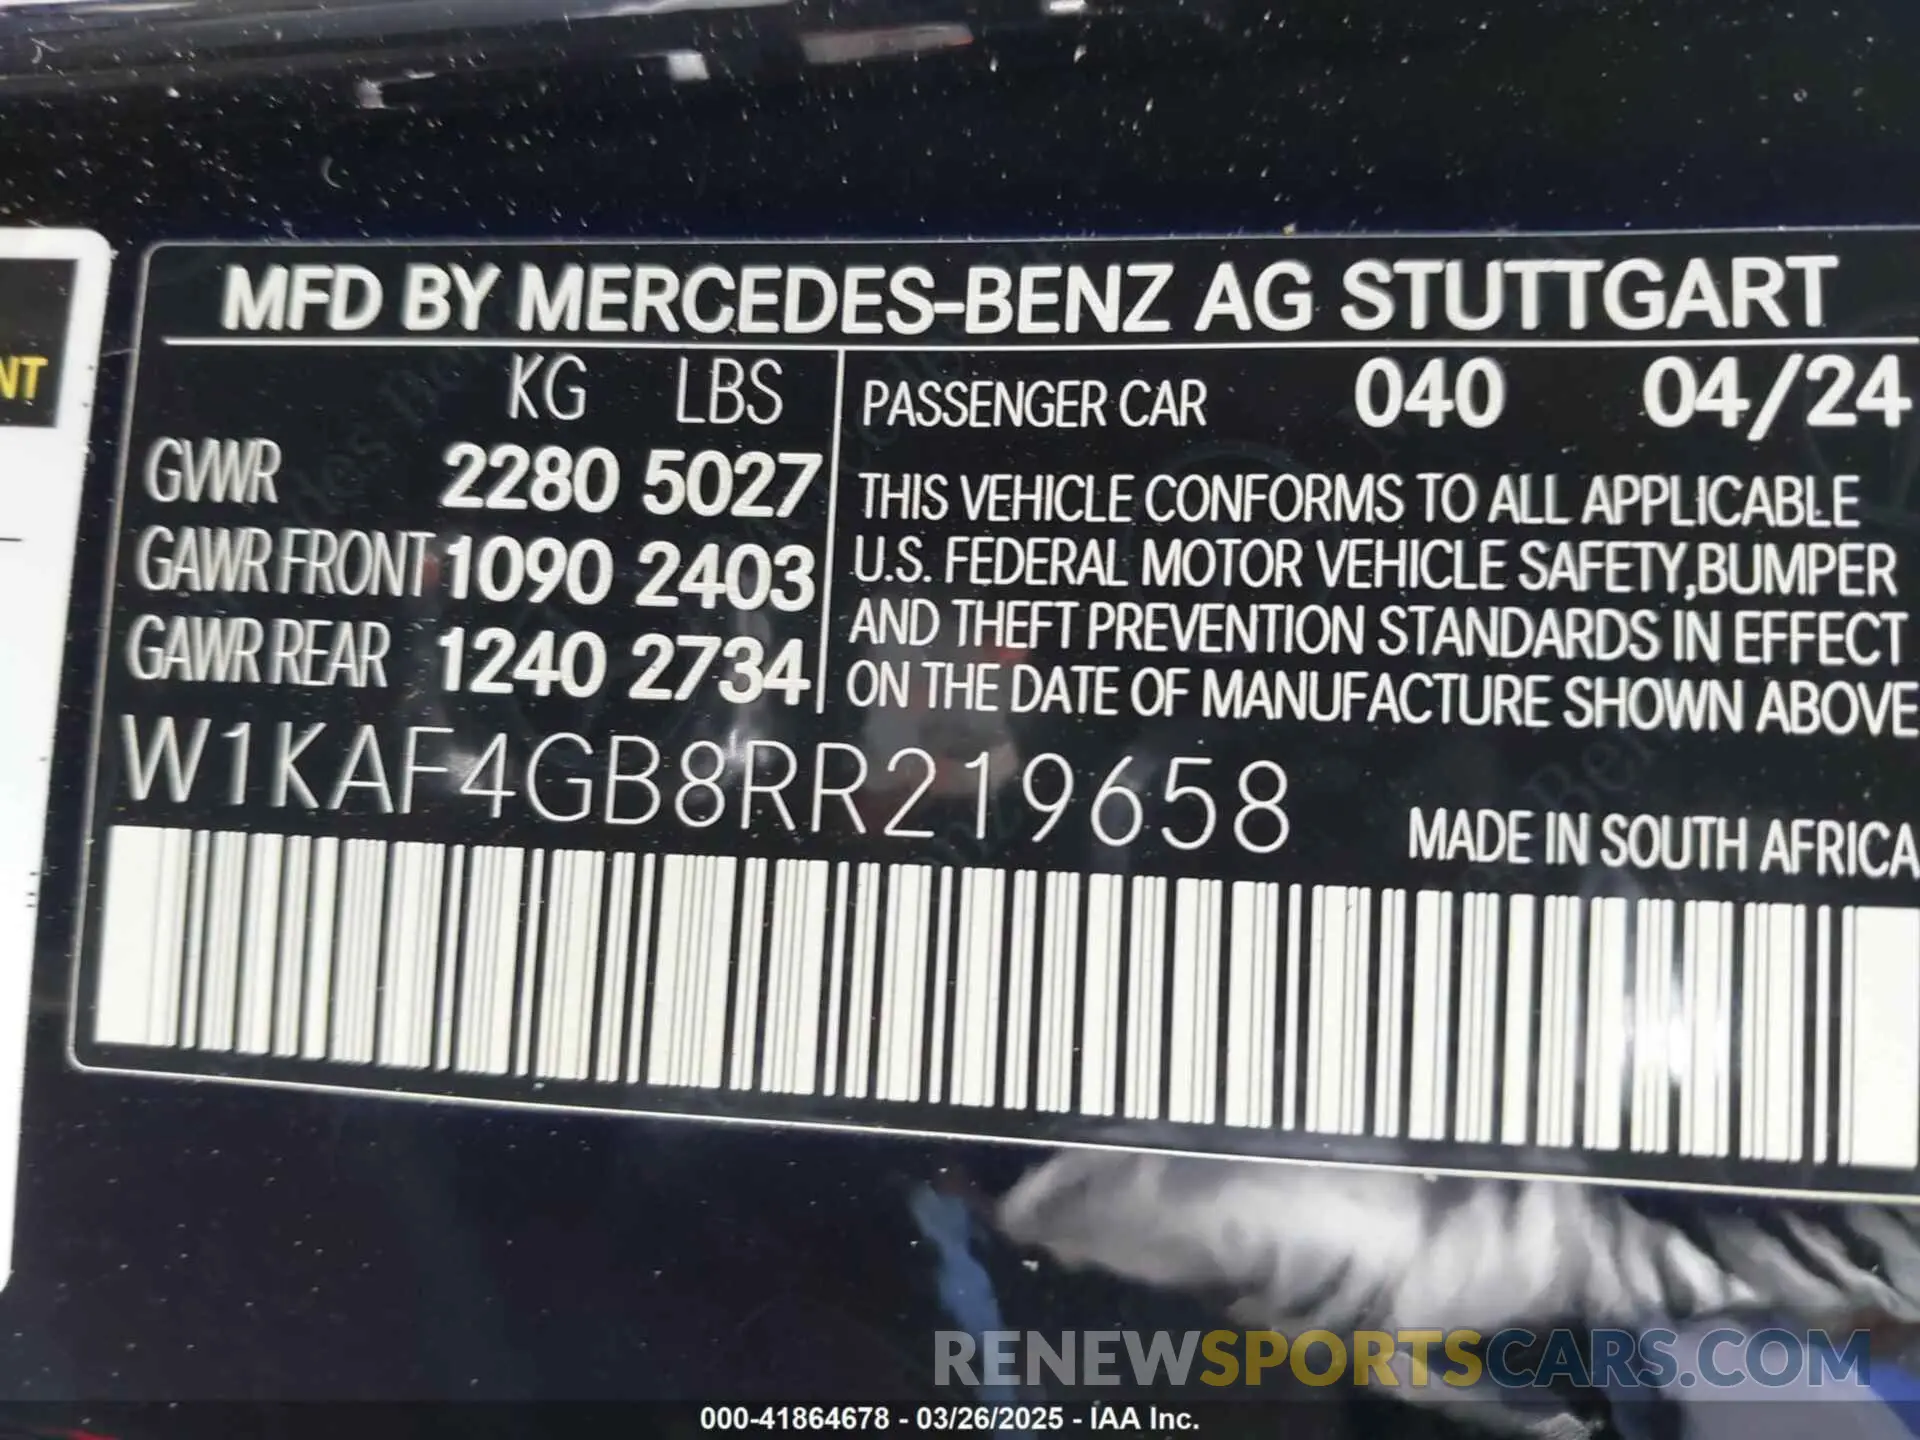 MFD BY MERCEDES-BENZ AG STUTTGART
KG LBS
PASSENGER CAR 040 04/24
GVWR 2280 5027
GAWR FRONT 1090 2403
GAWR REAR 1240 2734
THIS VEHICLE CONFORMS TO ALL APPLICABLE
U.S. FEDERAL MOTOR VEHICLE SAFETY,BUMPER
AND THEFT PREVENTION STANDARDS IN EFFECT
ON THE DATE OF MANUFACTURE SHOWN ABOVE
W1KAF4GB8RR219658
MADE IN SOUTH AFRICA
NT
RENEWSPORTSCARS.COM
000-41864678 - 03/26/2025 - IAA Inc.